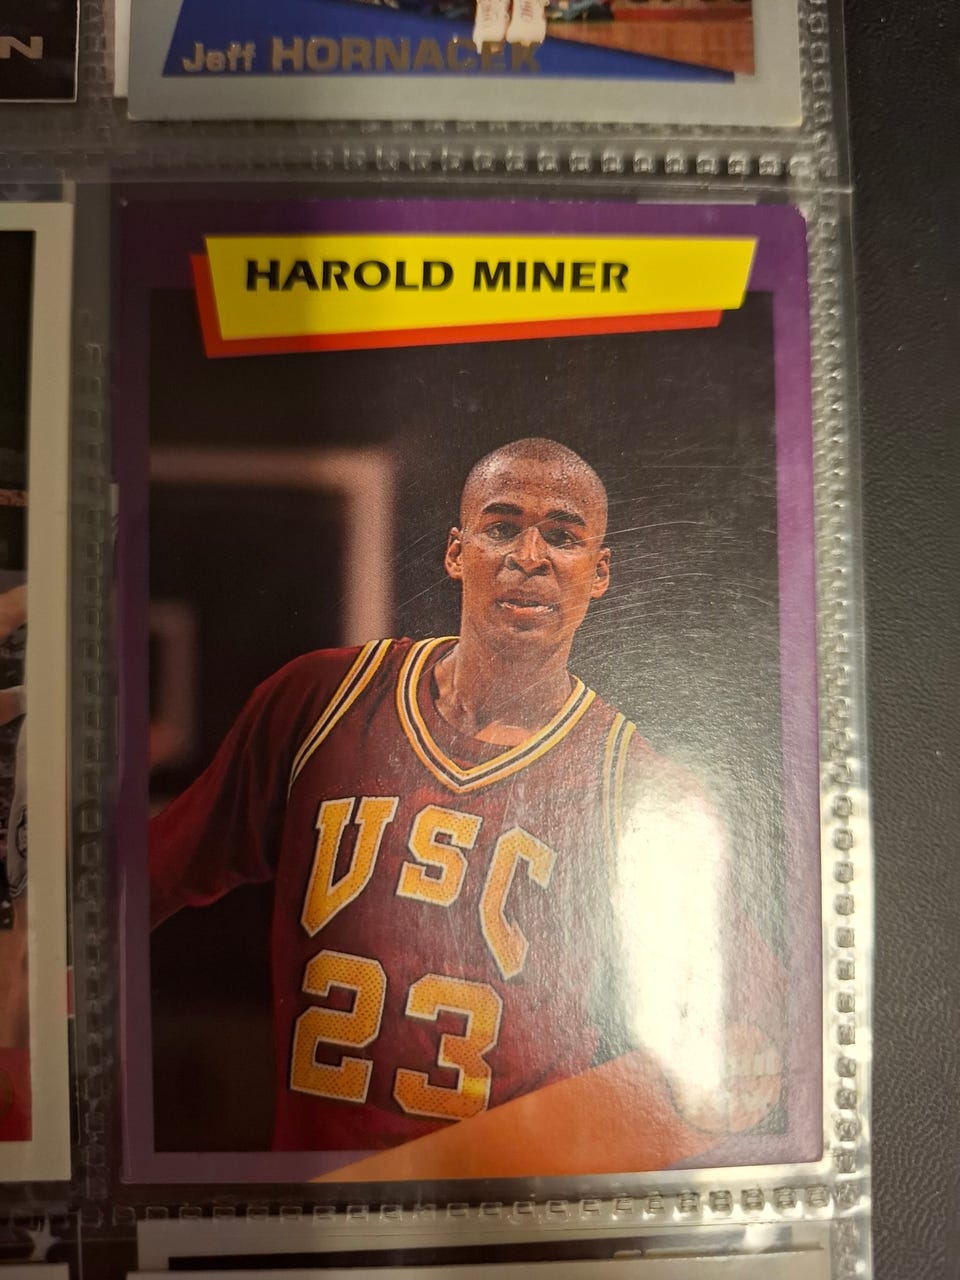 N
Jeff HORNACEK
HAROLD MINER
USC
23